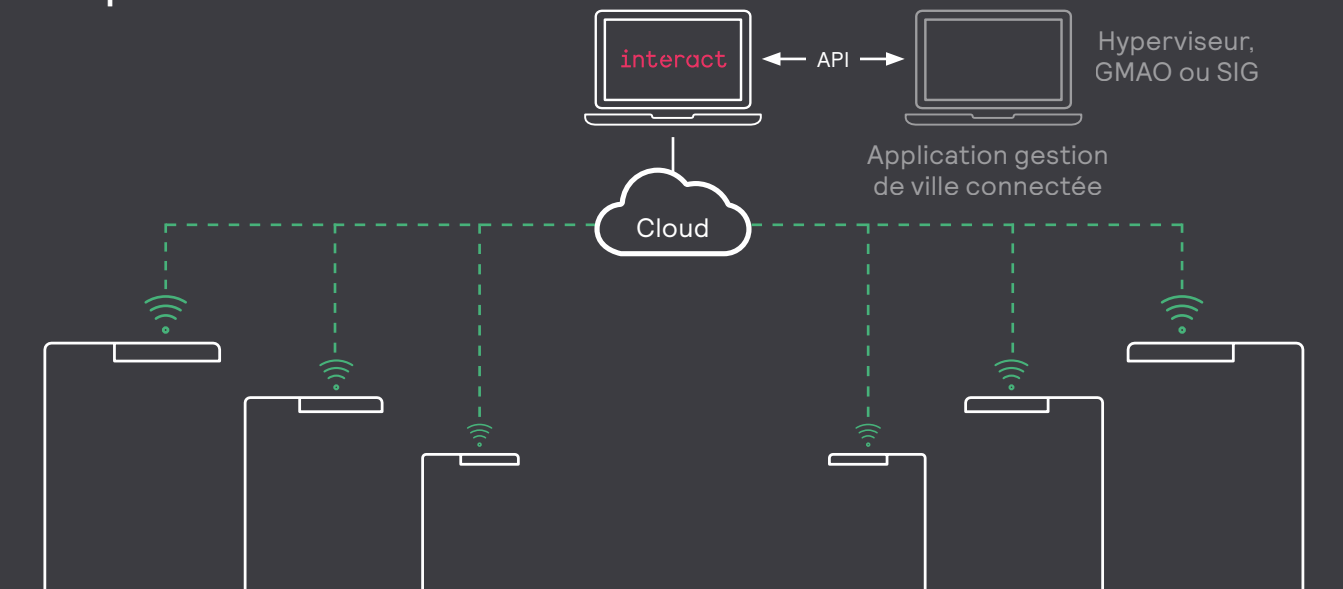 interact
API
Hyperviseur,
GMAO ou SIG
Application gestion
de ville connectée
Cloud